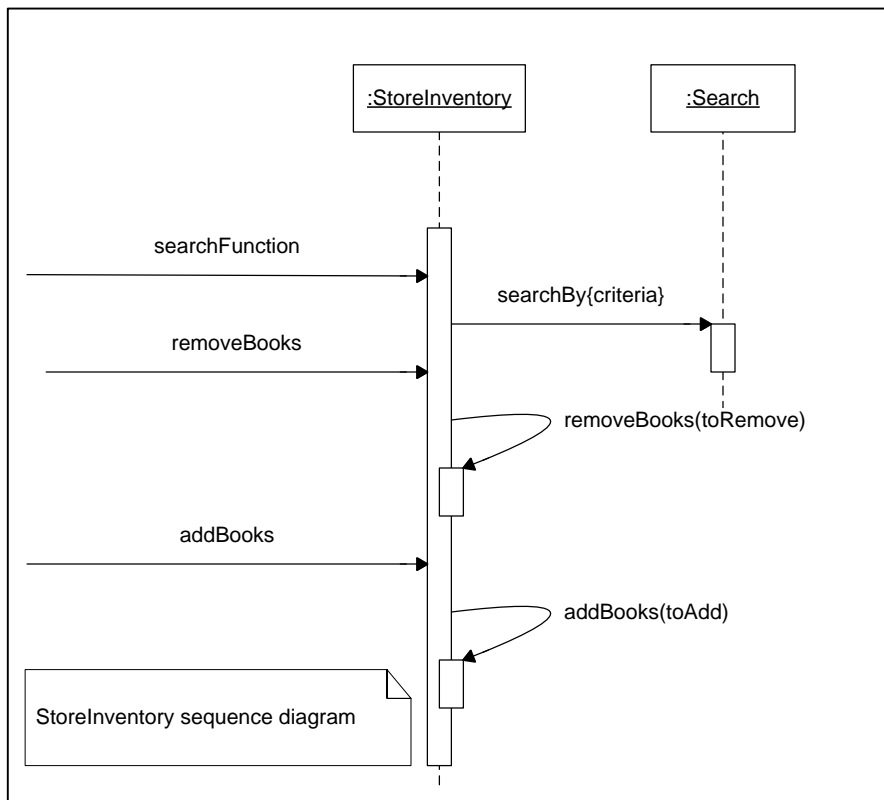 :StoreInventory
:Search
searchFunction
searchBy{criteria}
removeBooks
removeBooks(toRemove)
addBooks
addBooks(toAdd)
StoreInventory sequence diagram